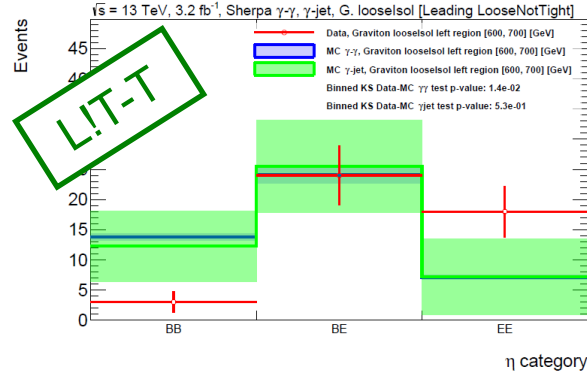 √s = 13 TeV, 3.2 fb⁻¹, Sherpa γ-γ, γ-jet, G. looseIsol [Leading LooseNotTight]
Events
45
Data, Graviton looseIsol left region [600, 700] [GeV]
MC γ-γ, Graviton looseIsol left region [600, 700] [GeV]
MC γ-jet, Graviton looseIsol left region [600, 700] [GeV]
Binned KS Data-MC γγ test p-value: 1.4e-02
Binned KS Data-MC γjet test p-value: 5.3e-01
L!T-T
25
20
15
10
5
0
BB
BE
EE
η category